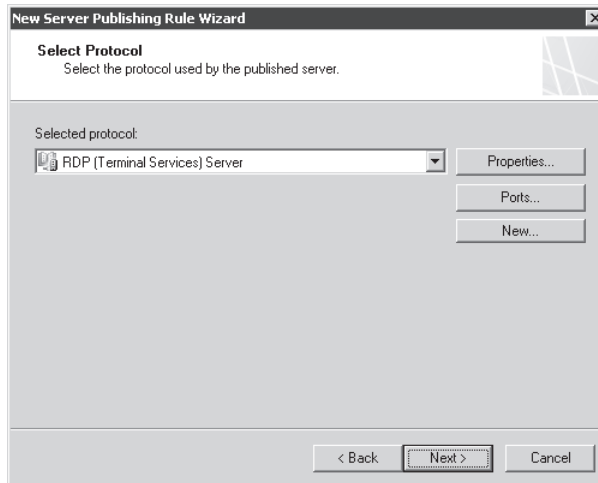 New Server Publishing Rule Wizard
Select Protocol
Select the protocol used by the published server.
Selected protocol:
RDP (Terminal Services) Server
Properties...
Ports...
New...
< Back
Next >
Cancel